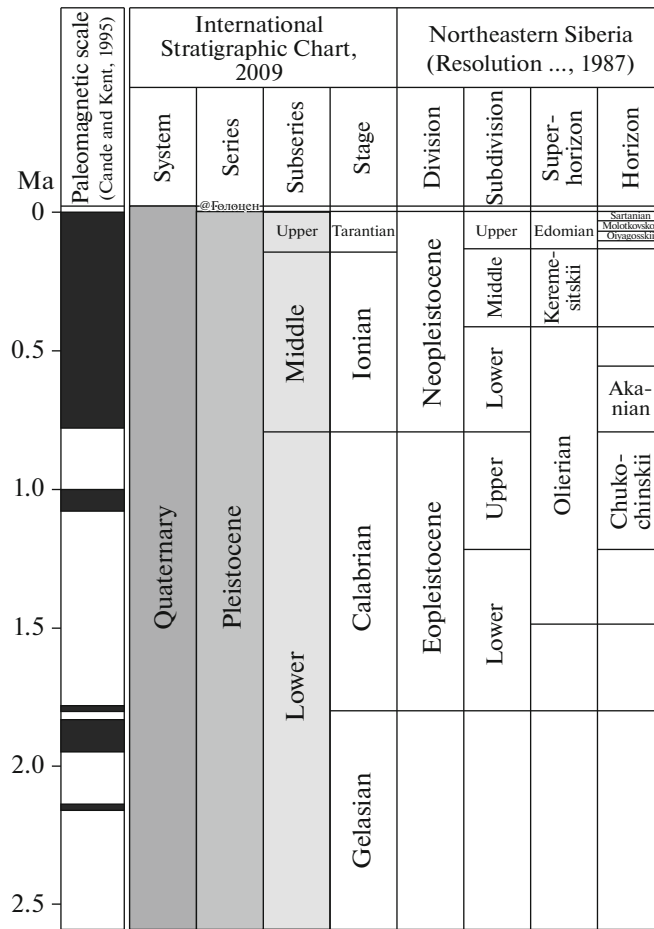 Paleomagnetic scale
(Cande and Kent, 1995)
International
Stratigraphic Chart,
2009
Northeastern Siberia
(Resolution ..., 1987)
System
Series
Subseries
Stage
Division
Subdivision
Super-
horizon
Horizon
Ma
0
0.5
1.0
1.5
2.0
2.5
Quaternary
@Голоцен
Pleistocene
Upper
Middle
Lower
Tarantian
Ionian
Calabrian
Gelasian
Neopleistocene
Eopleistocene
Upper
Middle
Lower
Upper
Lower
Edomian
Kereme-
sitskii
Olierian
Sartanian
Molotkovsko
Oiyagosskii
Aka-
nian
Chuko-
chinskii